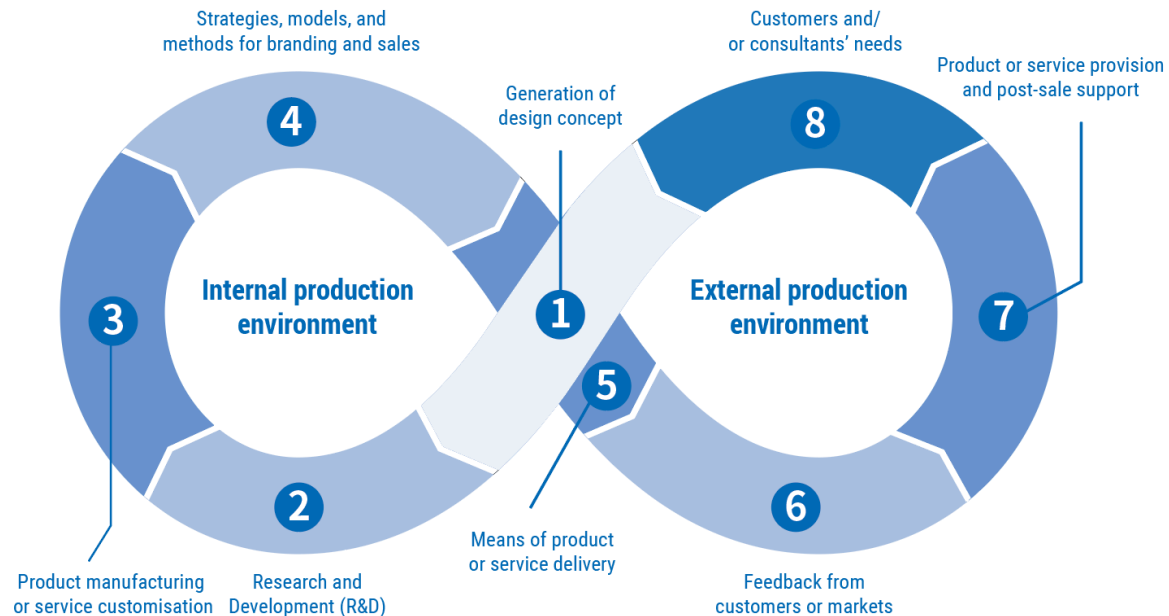 Strategies, models, and
methods for branding and sales
Customers and/
or consultants’ needs
Product or service provision
and post-sale support
Generation of
design concept
4
8
Internal production
environment
External production
environment
3
1
7
5
2
6
Means of product
or service delivery
Product manufacturing
or service customisation
Research and
Development (R&D)
Feedback from
customers or markets